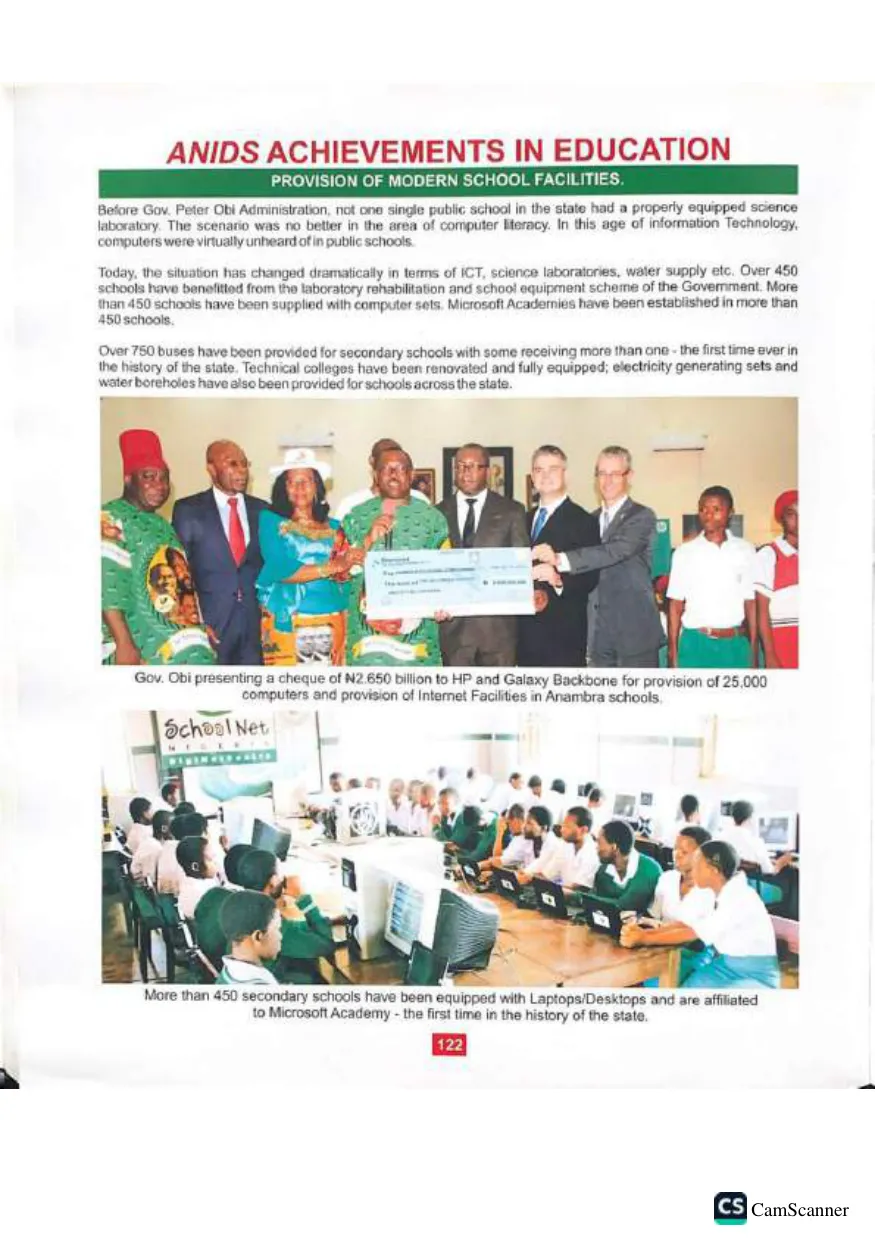 ANIDS ACHIEVEMENTS IN EDUCATION
PROVISION OF MODERN SCHOOL FACILITIES.
Before Gov. Peter Obi Administration, not one single public school in the state had a properly equipped science
laboratory. The scenario was no better in the area of computer literacy. In this age of information Technology,
computers were virtually unheard of in public schools.
Today, the situation has changed dramatically in terms of ICT, science laboratories, water supply etc. Over 450
schools have benefitted from the laboratory rehabilitation and school equipment scheme of the Government. More
than 450 schools have been supplied with computer sets. Microsoft Academies have been established in more than
450 schools.
Over 750 buses have been provided for secondary schools with some receiving more than one - the first time ever in
the history of the state. Technical colleges have been renovated and fully equipped; electricity generating sets and
water boreholes have also been provided for schools across the state.
Gov. Obi presenting a cheque of ₦2.650 billion to HP and Galaxy Backbone for provision of 25,000
computers and provision of Internet Facilities in Anambra schools.
School Net
NIGERIA
More than 450 secondary schools have been equipped with Laptops/Desktops and are affiliated
to Microsoft Academy - the first time in the history of the state.
122
CS CamScanner